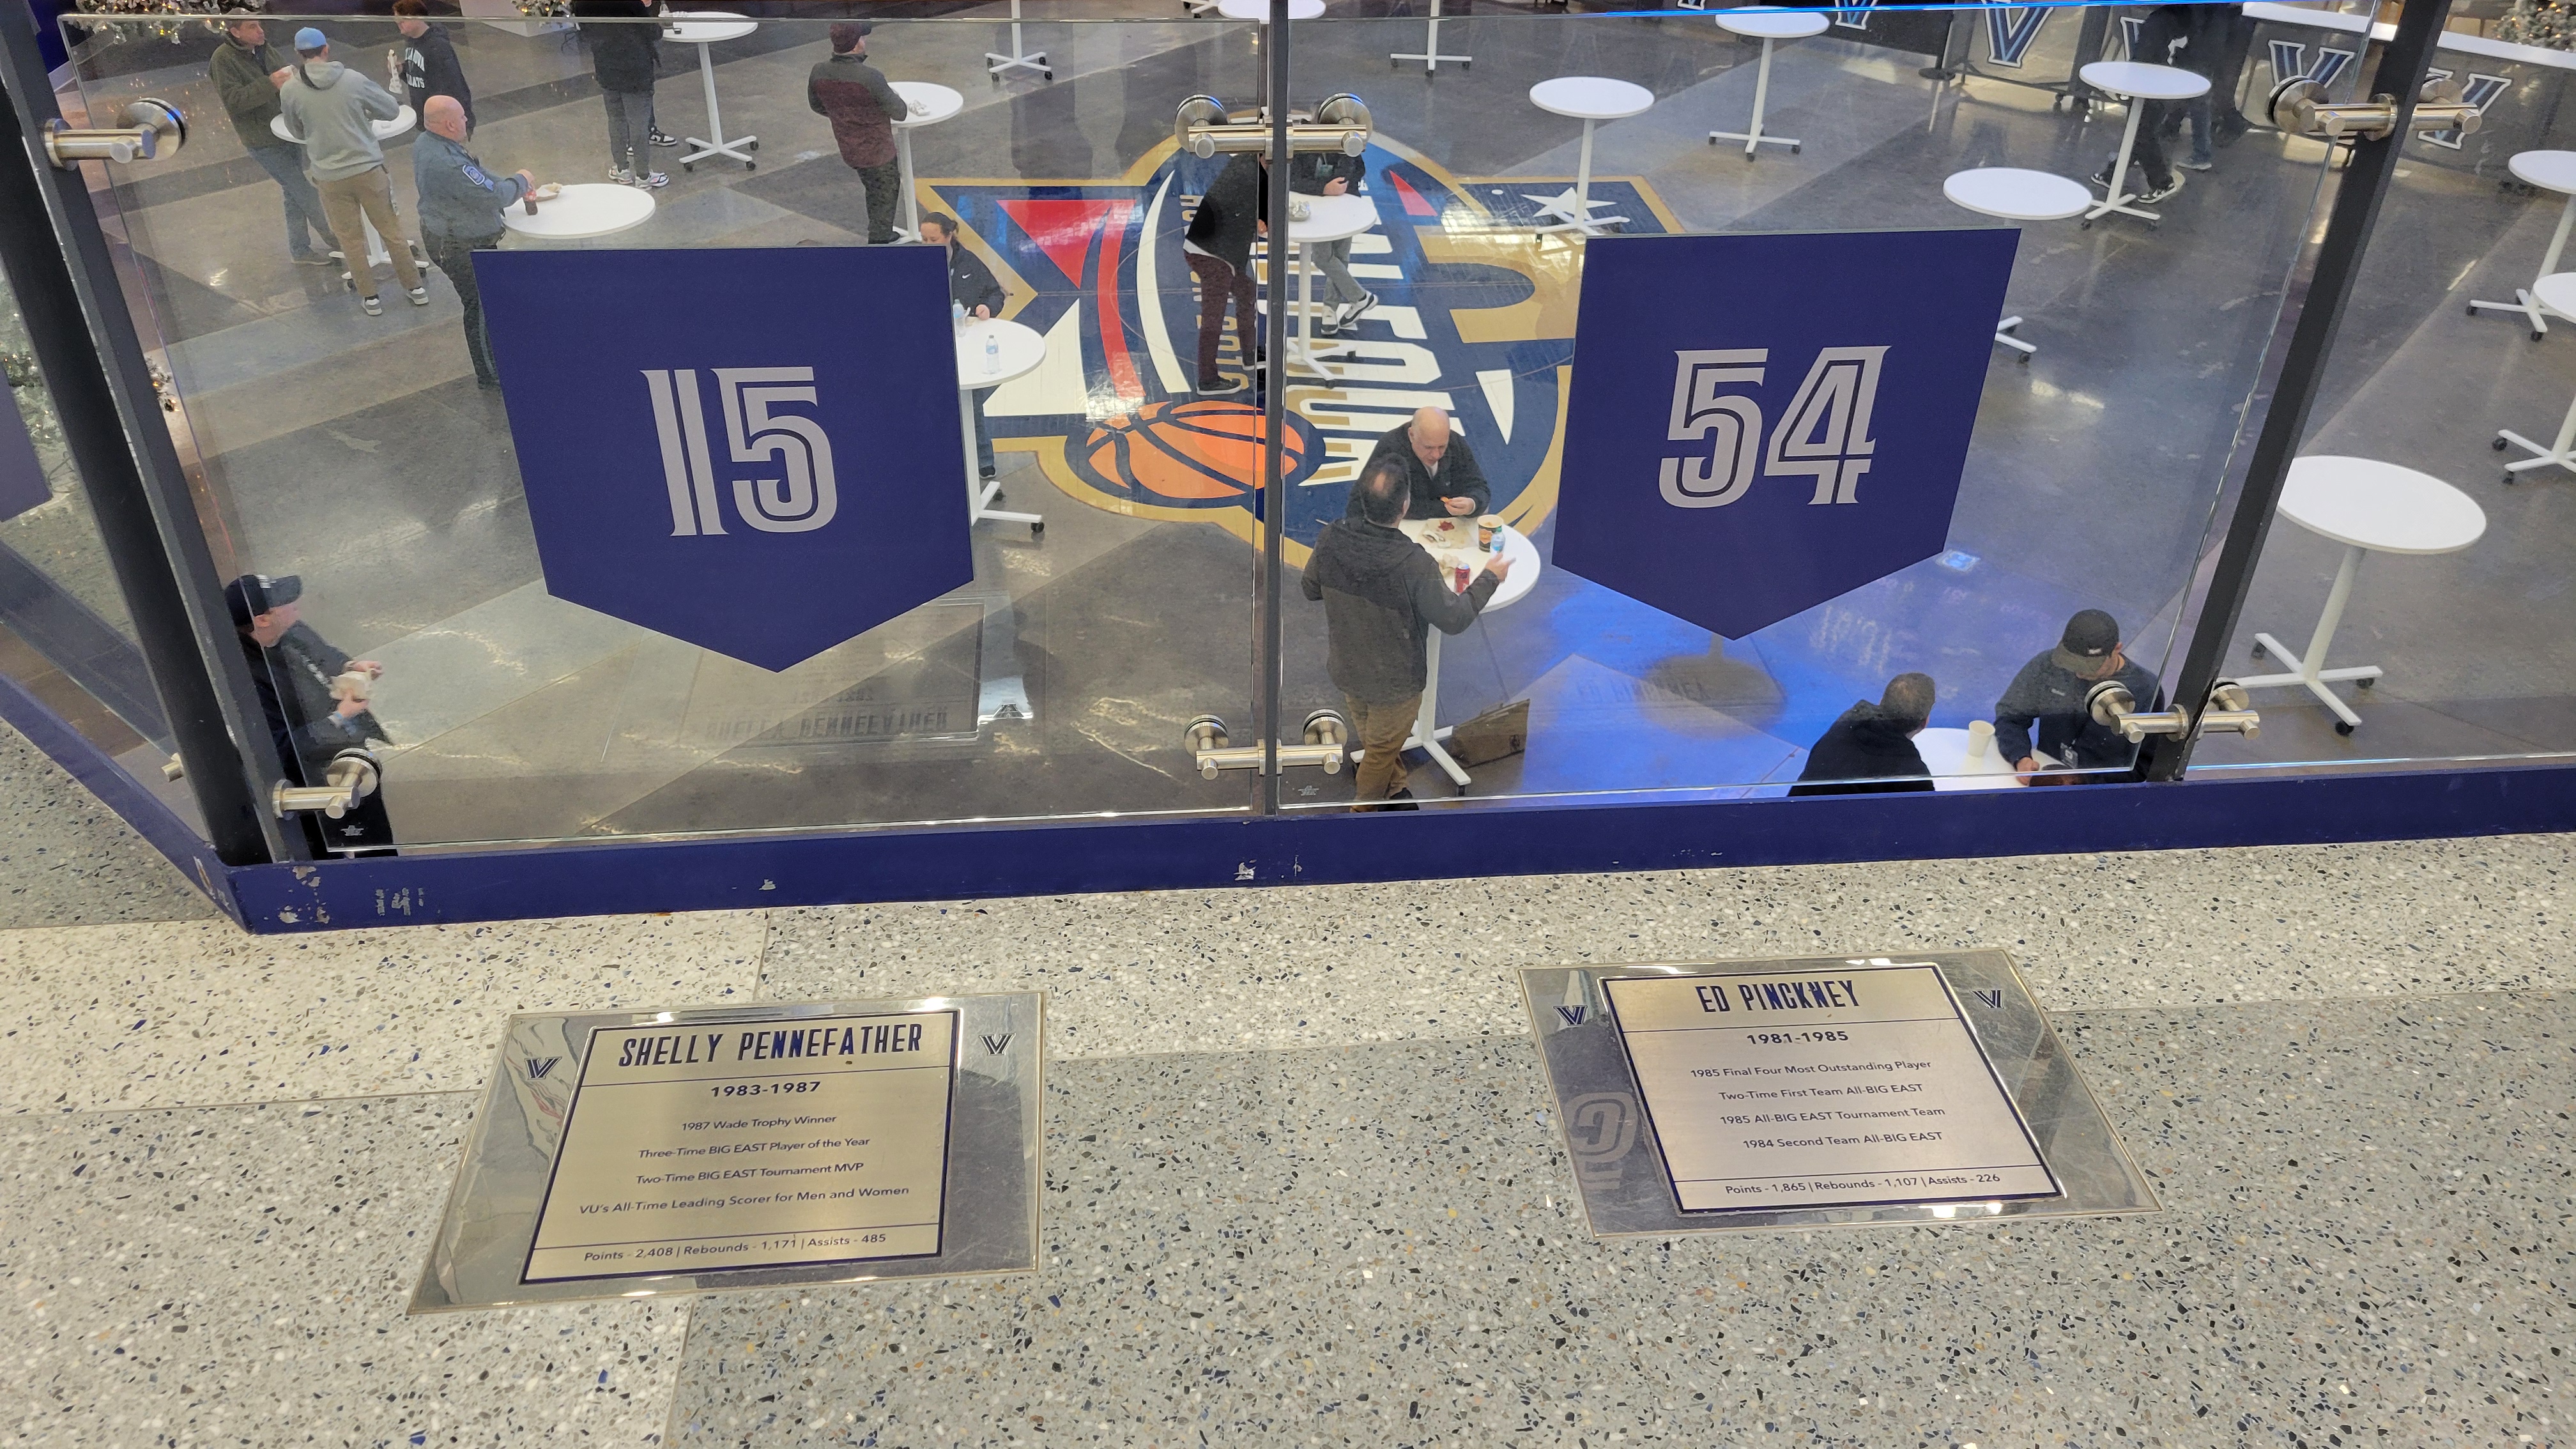 15
54
SHELLY PENNEFATHER
1983-1987
1987 Wade Trophy Winner
Three-Time BIG EAST Player of the Year
Two-Time BIG EAST Tournament MVP
VU's All-Time Leading Scorer for Men and Women
Points - 2,408 | Rebounds - 1,171 | Assists - 485
ED PINCKNEY
1981-1985
1985 Final Four Most Outstanding Player
Two-Time First Team All-BIG EAST
1985 All-BIG EAST Tournament Team
1984 Second Team All-BIG EAST
Points - 1,865 | Rebounds - 1,107 | Assists - 226